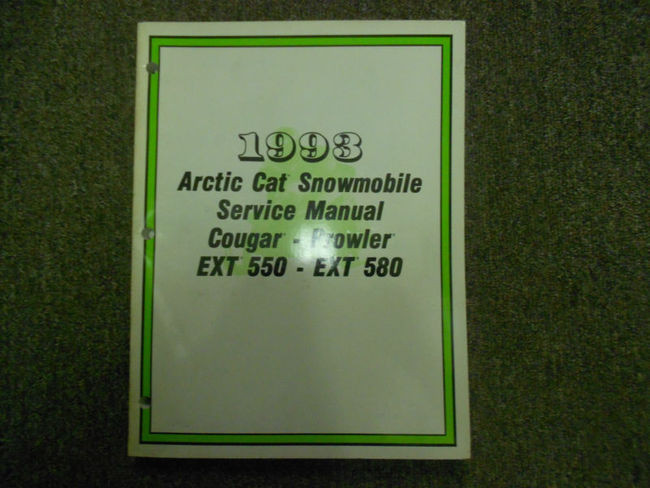 1993
Arctic Cat Snowmobile
Service Manual
Cougar - Prowler
EXT 550 - EXT 580